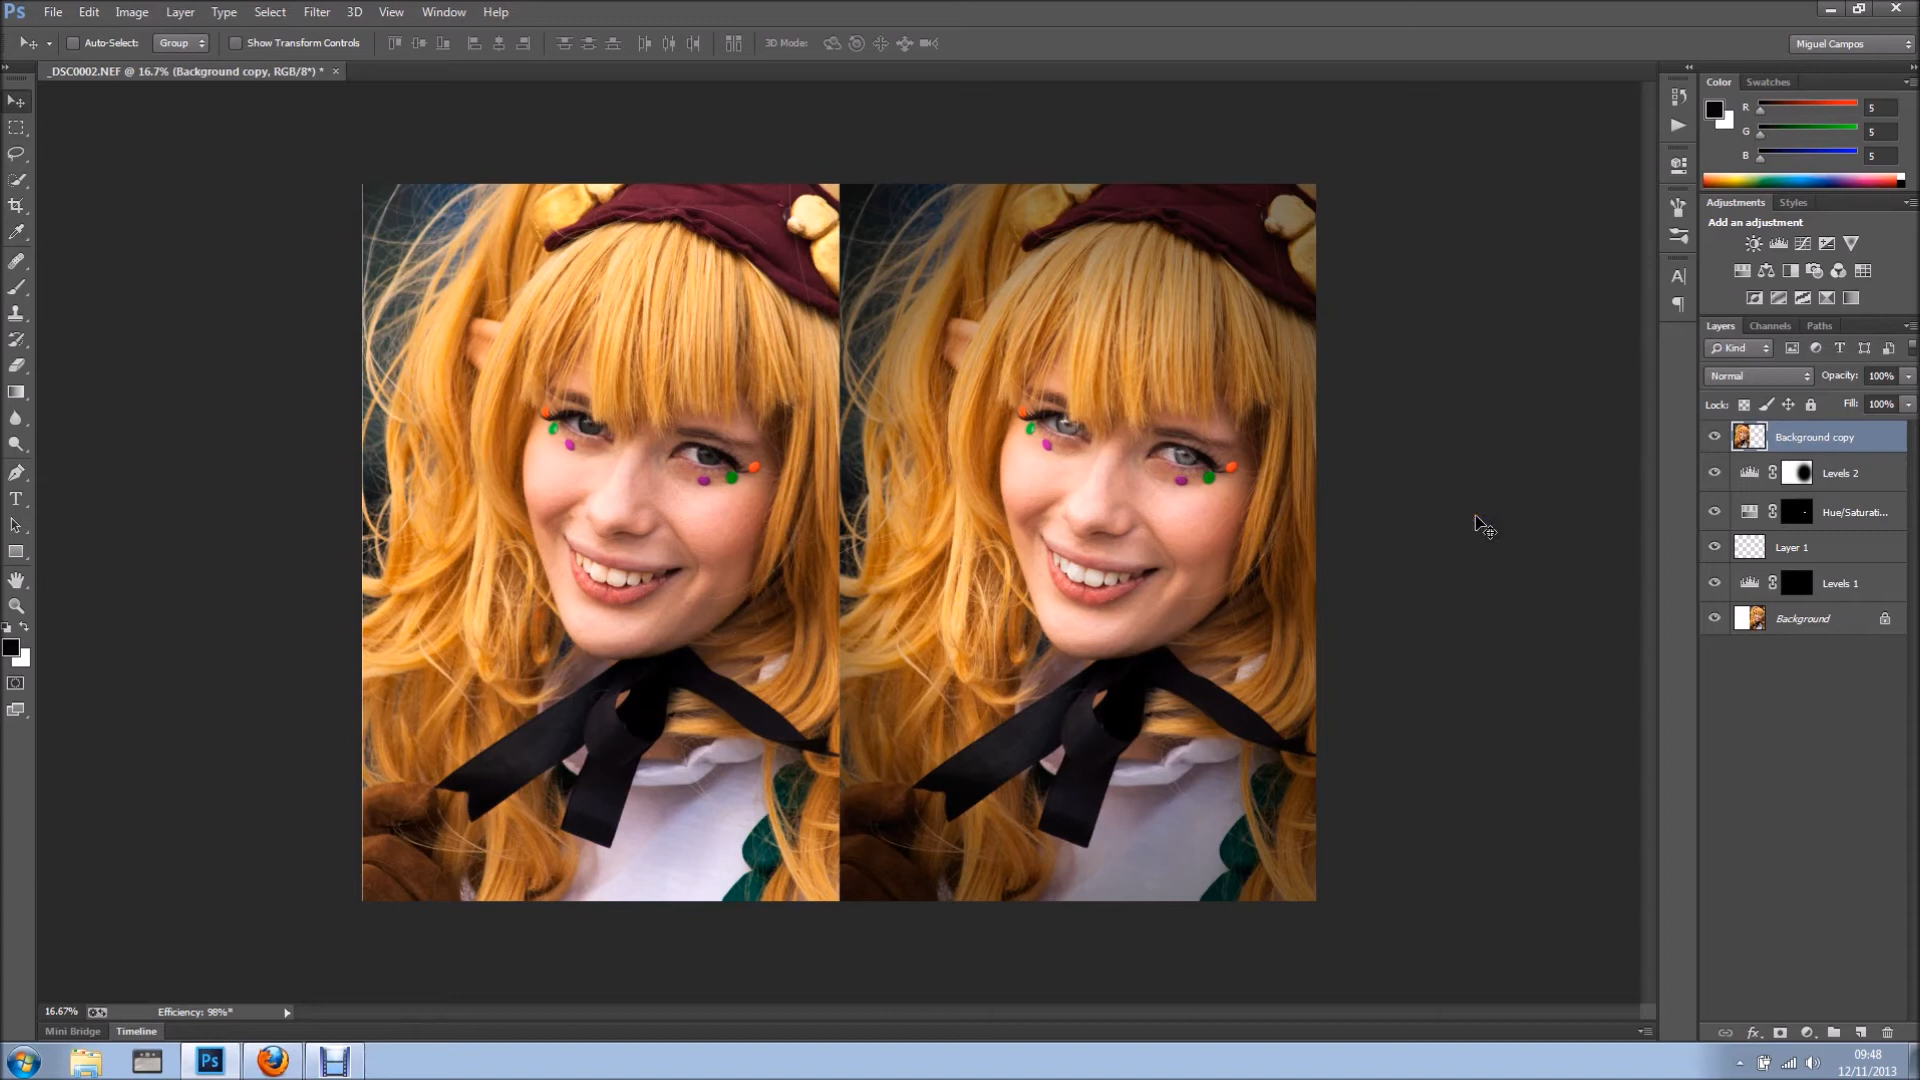 Ps File Edit Image Layer Type Select Filter 3D View Window Help
Auto-Select: Group Show Transform Controls 3D Mode: Miguel Campos
_DSC0002.NEF @ 16.7% (Background copy, RGB/8*) * ×
Color Swatches
R 5
G 5
B 5
Adjustments Styles
Add an adjustment
Layers Channels Paths
Kind
Normal Opacity: 100%
Lock: Fill: 100%
Background copy
Levels 2
Hue/Saturati...
Layer 1
Levels 1
Background
16.67% Efficiency: 98%*
Mini Bridge Timeline
Ps 09:48
12/11/2013